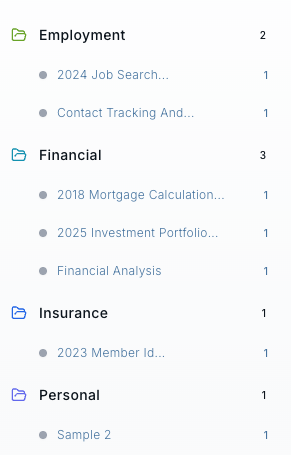 Employment 2
2024 Job Search... 1
Contact Tracking And... 1
Financial 3
2018 Mortgage Calculation... 1
2025 Investment Portfolio... 1
Financial Analysis 1
Insurance 1
2023 Member Id... 1
Personal 1
Sample 2 1